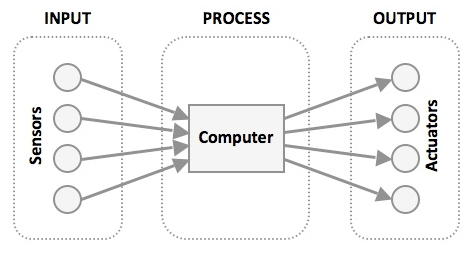 INPUT
PROCESS
OUTPUT
Sensors
Computer
Actuators